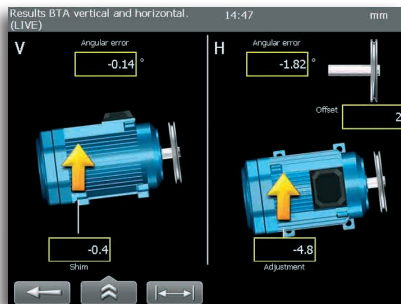 Results BTA vertical and horizontal. 14:47 mm
(LIVE)
V
Angular error
-0.14 °
H
Angular error
-1.82 °
Offset
2
-0.4
Shim
-4.8
Adjustment